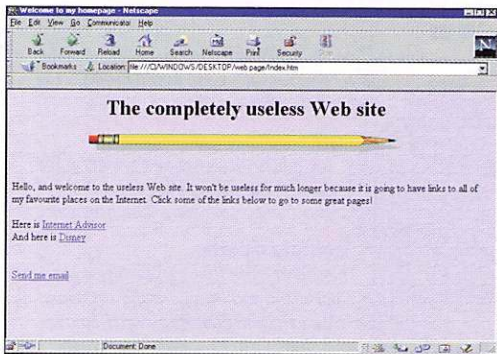 Welcome to my homepage - Netscape
File Edit View Go Communicator Help
Back Forward Reload Home Search Netscape Print Security
Bookmarks Location: file:///C|/WINDOWS/DESKTOP/web page/Index.htm
The completely useless Web site
Hello, and welcome to the useless Web site. It won't be useless for much longer because it is going to have links to all of
my favourite places on the Internet. Click some of the links below to go to some great pages!
Here is Internet Advisor
And here is Disney
Send me email
Document: Done